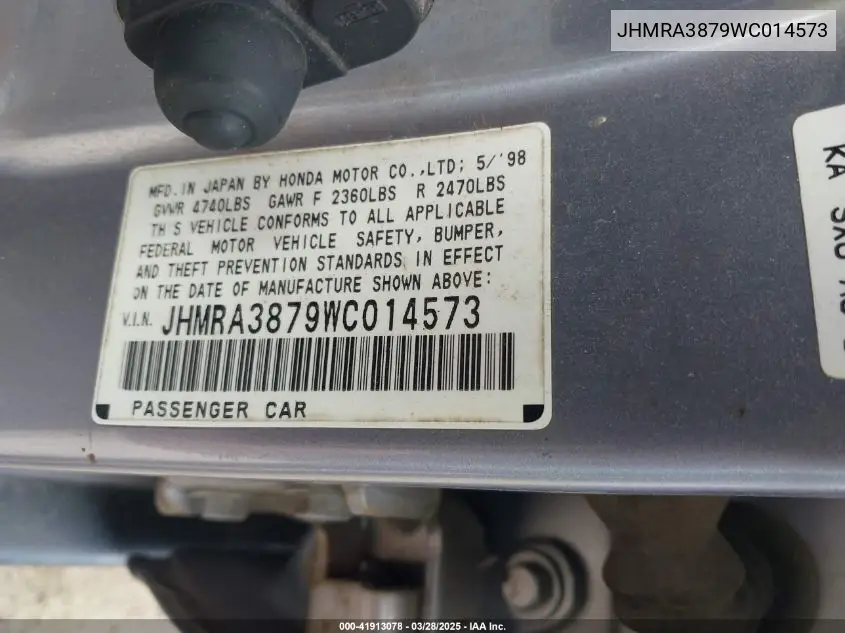 JHMRA3879WC014573
MFD. IN JAPAN BY HONDA MOTOR CO.,LTD; 5/'98
GVWR 4740LBS GAWR F 2360LBS R 2470LBS
TH S VEHICLE CONFORMS TO ALL APPLICABLE
FEDERAL MOTOR VEHICLE SAFETY, BUMPER,
AND THEFT PREVENTION STANDARDS IN EFFECT
ON THE DATE OF MANUFACTURE SHOWN ABOVE:
V.I.N. JHMRA3879WC014573
PASSENGER CAR
KA
000-41913078 - 03/28/2025 - IAA Inc.